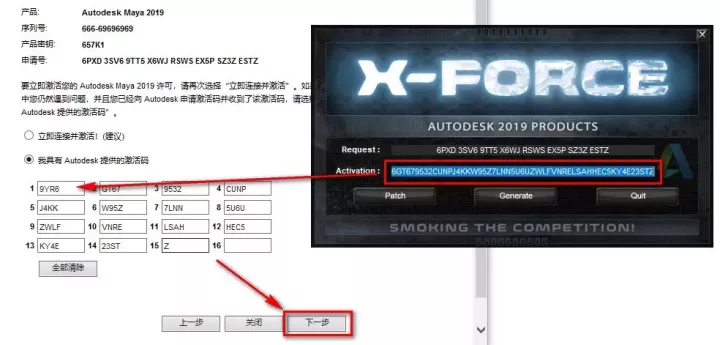 产品: Autodesk Maya 2019
序列号: 666-69696969
产品密钥: 657K1
申请号: 6PXD 3SV6 9TT5 X6WJ RSWS EX5P SZ3Z ESTZ
要立即激活您的 Autodesk Maya 2019 许可，请再次选择“立即连接并激活”。如
中您仍然遇到问题，并且您已经向 Autodesk 申请激活码并收到了该激活码，请选
Autodesk 提供的激活码”。
立即连接并激活! (建议)
我具有 Autodesk 提供的激活码
1 9YR6 2 GT67 3 9532 4 CUNP
5 J4KK 6 W95Z 7 7LNN 8 5U6U
9 ZWLF 10 VNRE 11 LSAH 12 HEC5
13 KY4E 14 23ST 15 Z 16
全部清除
上一步 关闭 下一步
X-FORCE
AUTODESK 2019 PRODUCTS
Request : 6PXD 3SV6 9TT5 X6WJ RSWS EX5P SZ3Z ESTZ
Activation : 6GT679532CUNPJ4KKW95Z7LNN5U6UZWLFVNRELSAHHEC5KY4E23STZ
Patch Generate Quit
SMOKING THE COMPETITION!